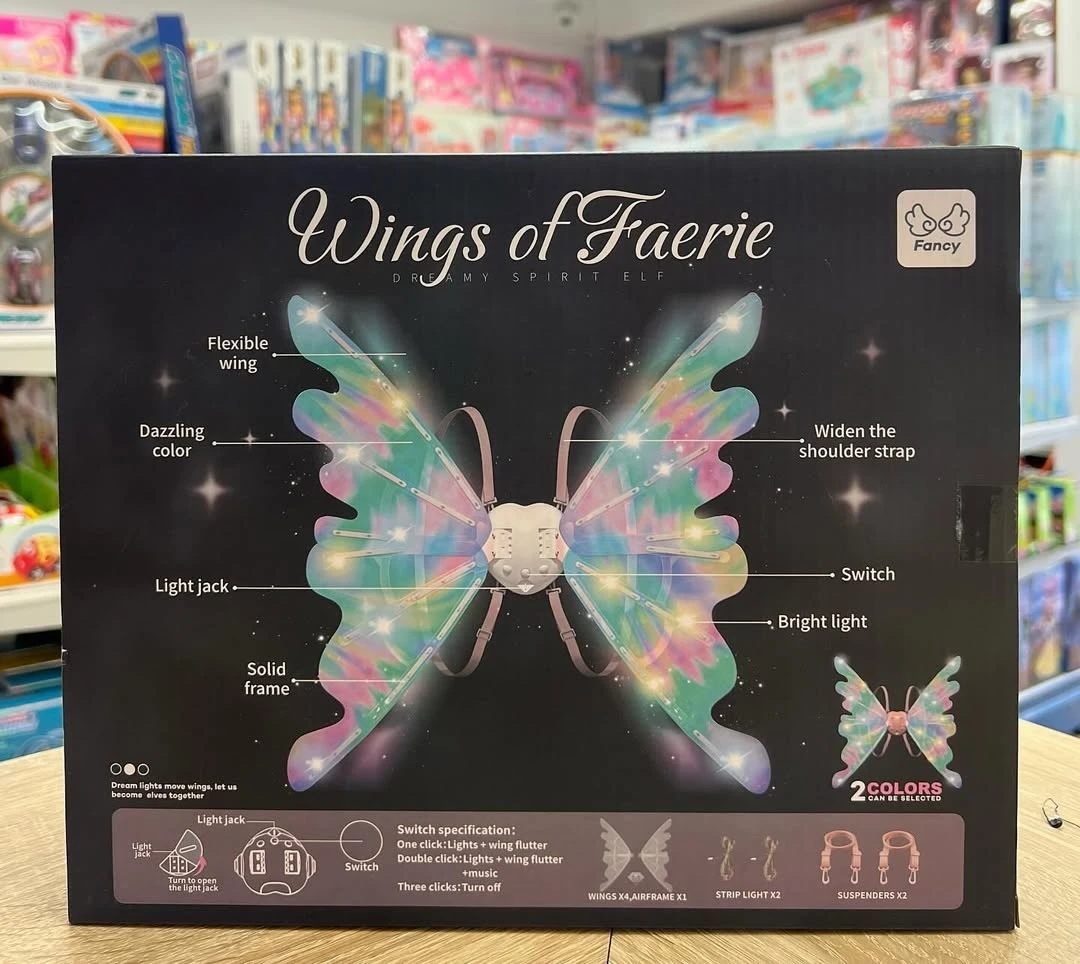 Wings of Faerie
DREAMY SPIRIT ELF
Fancy
Flexible
wing
Dazzling
color
Widen the
shoulder strap
Light jack
Switch
Bright light
Solid
frame
2 COLORS
CAN BE SELECTED
Dream lights move wings, let us
become elves together
Light jack
Light
jack
Turn to open
the light jack
Switch
Switch specification:
One click:Lights + wing flutter
Double click:Lights + wing flutter
+music
Three clicks:Turn off
WINGS X4,AIRFRAME X1
STRIP LIGHT X2
SUSPENDERS X2